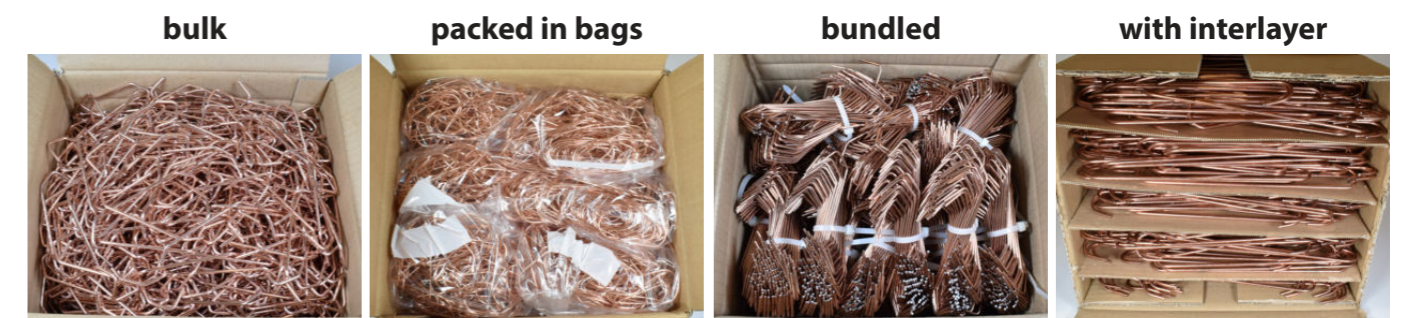 bulk
packed in bags
bundled
with interlayer